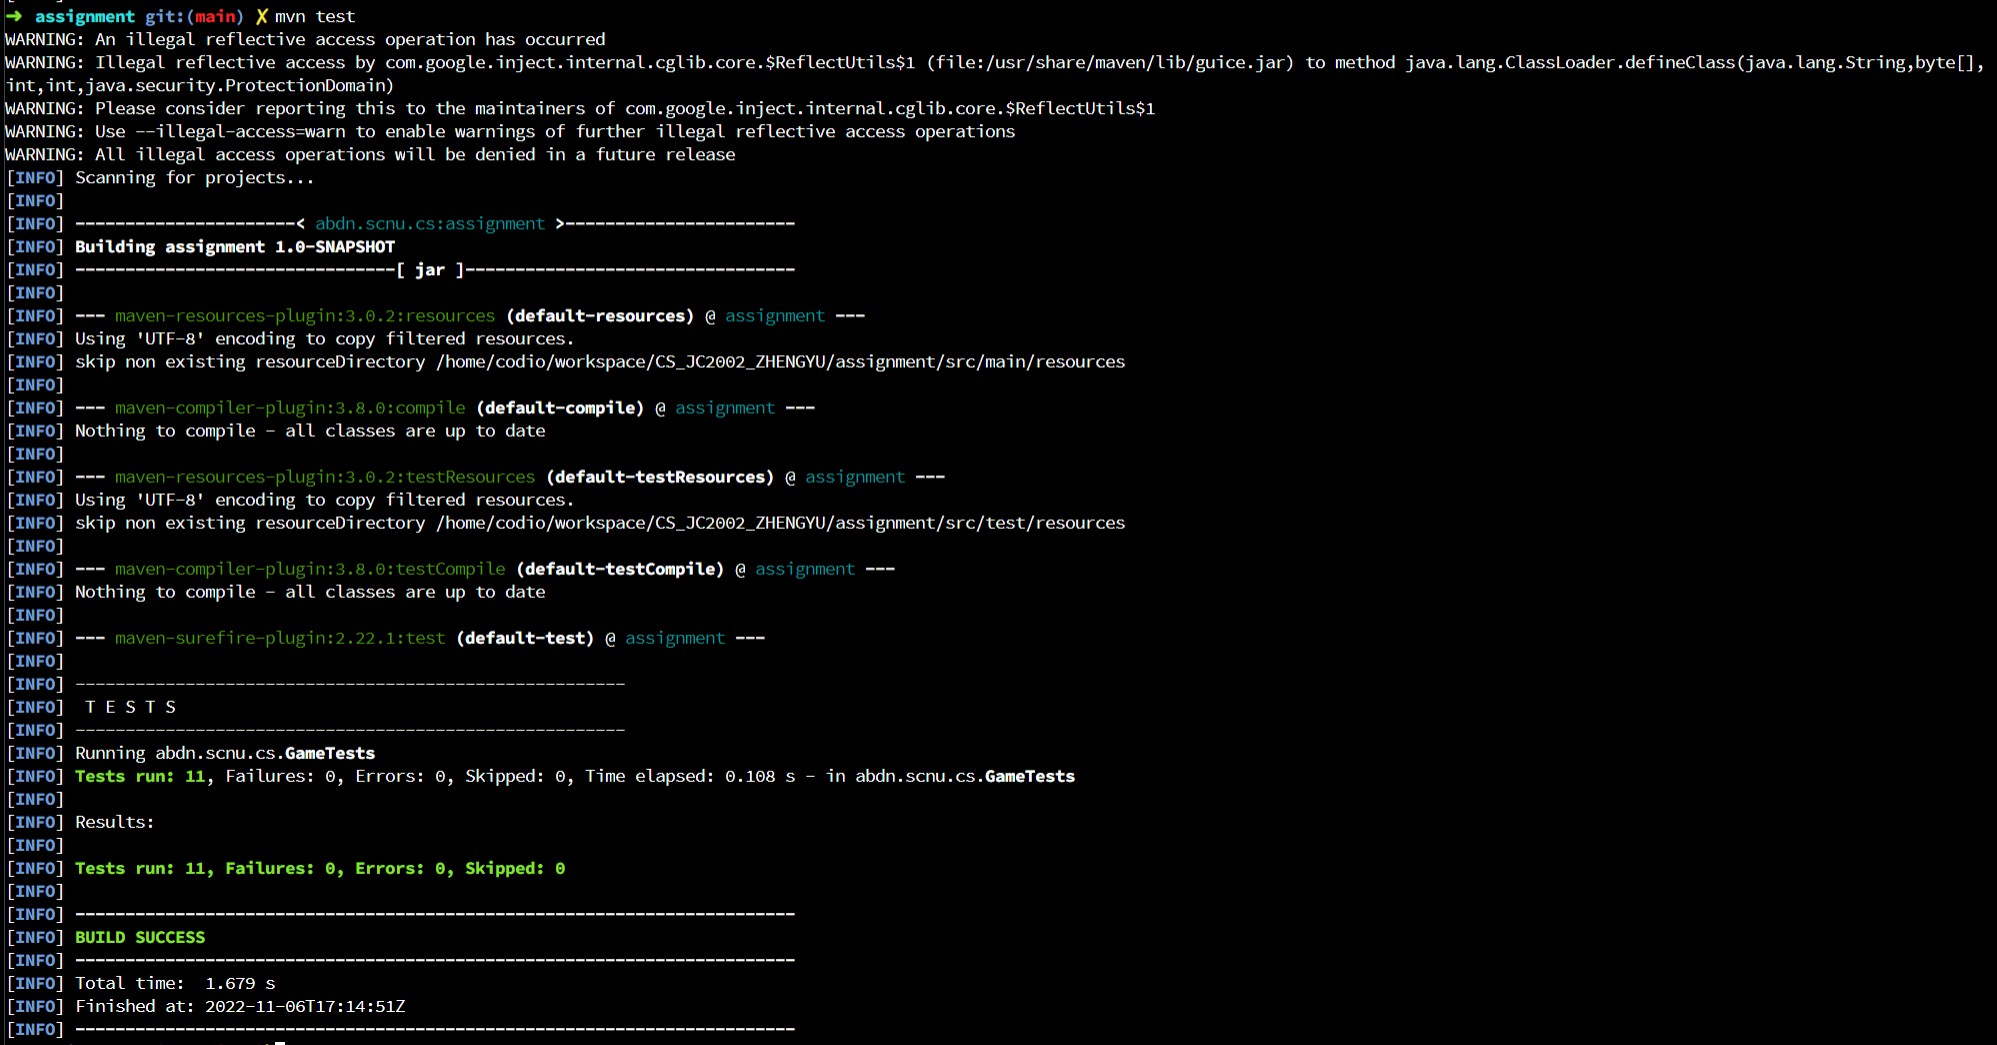 ➜ assignment git:(main) ✗ mvn test
WARNING: An illegal reflective access operation has occurred
WARNING: Illegal reflective access by com.google.inject.internal.cglib.core.$ReflectUtils$1 (file:/usr/share/maven/lib/guice.jar) to method java.lang.ClassLoader.defineClass(java.lang.String,byte[],
int,int,java.security.ProtectionDomain)
WARNING: Please consider reporting this to the maintainers of com.google.inject.internal.cglib.core.$ReflectUtils$1
WARNING: Use --illegal-access=warn to enable warnings of further illegal reflective access operations
WARNING: All illegal access operations will be denied in a future release
[INFO] Scanning for projects...
[INFO]
[INFO] ----------------------< abdn.scnu.cs:assignment >-----------------------
[INFO] Building assignment 1.0-SNAPSHOT
[INFO] --------------------------------[ jar ]---------------------------------
[INFO]
[INFO] --- maven-resources-plugin:3.0.2:resources (default-resources) @ assignment ---
[INFO] Using 'UTF-8' encoding to copy filtered resources.
[INFO] skip non existing resourceDirectory /home/codio/workspace/CS_JC2002_ZHENGYU/assignment/src/main/resources
[INFO]
[INFO] --- maven-compiler-plugin:3.8.0:compile (default-compile) @ assignment ---
[INFO] Nothing to compile - all classes are up to date
[INFO]
[INFO] --- maven-resources-plugin:3.0.2:testResources (default-testResources) @ assignment ---
[INFO] Using 'UTF-8' encoding to copy filtered resources.
[INFO] skip non existing resourceDirectory /home/codio/workspace/CS_JC2002_ZHENGYU/assignment/src/test/resources
[INFO]
[INFO] --- maven-compiler-plugin:3.8.0:testCompile (default-testCompile) @ assignment ---
[INFO] Nothing to compile - all classes are up to date
[INFO]
[INFO] --- maven-surefire-plugin:2.22.1:test (default-test) @ assignment ---
[INFO]
[INFO] -------------------------------------------------------
[INFO]  T E S T S
[INFO] -------------------------------------------------------
[INFO] Running abdn.scnu.cs.GameTests
[INFO] Tests run: 11, Failures: 0, Errors: 0, Skipped: 0, Time elapsed: 0.108 s - in abdn.scnu.cs.GameTests
[INFO]
[INFO] Results:
[INFO]
[INFO] Tests run: 11, Failures: 0, Errors: 0, Skipped: 0
[INFO]
[INFO] ------------------------------------------------------------------------
[INFO] BUILD SUCCESS
[INFO] ------------------------------------------------------------------------
[INFO] Total time:  1.679 s
[INFO] Finished at: 2022-11-06T17:14:51Z
[INFO] ------------------------------------------------------------------------